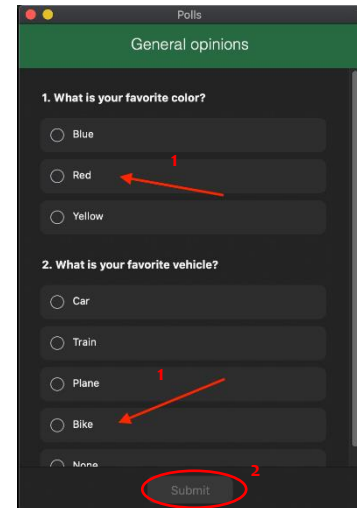 Polls
General opinions
1. What is your favorite color?
Blue
1
Red
Yellow
2. What is your favorite vehicle?
Car
Train
Plane
1
Bike
None
2
Submit